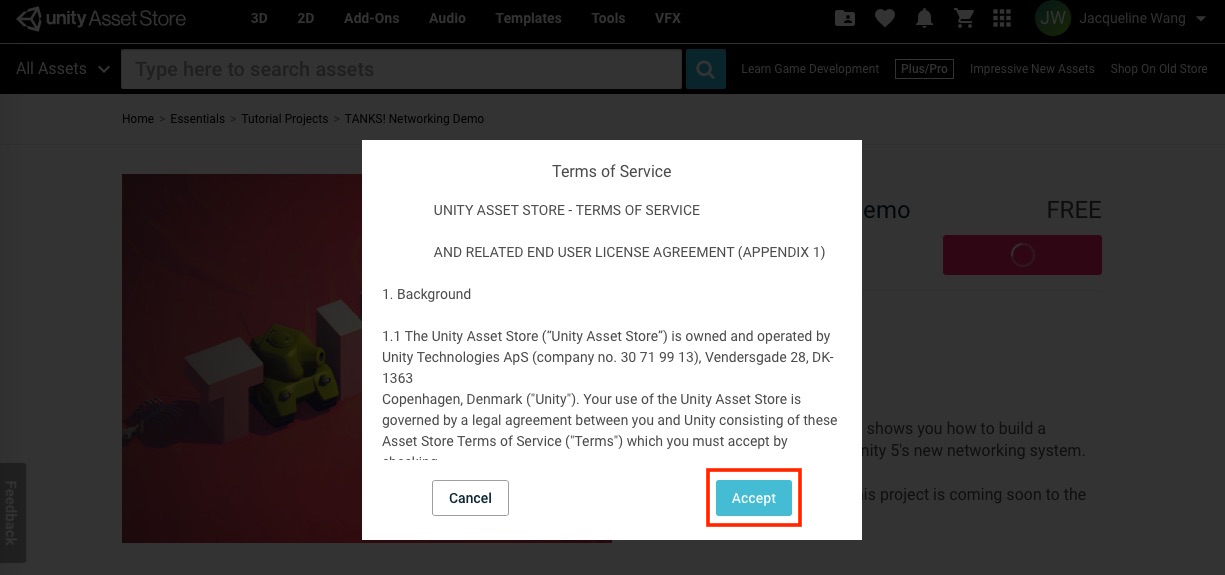 unity Asset Store
3D 2D Add-Ons Audio Templates Tools VFX
JW Jacqueline Wang
All Assets Type here to search assets Learn Game Development Plus/Pro Impressive New Assets Shop On Old Store
Home > Essentials > Tutorial Projects > TANKS! Networking Demo
Terms of Service
UNITY ASSET STORE - TERMS OF SERVICE
AND RELATED END USER LICENSE AGREEMENT (APPENDIX 1)
1. Background
1.1 The Unity Asset Store (“Unity Asset Store”) is owned and operated by
Unity Technologies ApS (company no. 30 71 99 13), Vendersgade 28, DK-
1363
Copenhagen, Denmark ("Unity"). Your use of the Unity Asset Store is
governed by a legal agreement between you and Unity consisting of these
Asset Store Terms of Service ("Terms") which you must accept by
Cancel Accept
emo FREE
shows you how to build a
nity 5's new networking system.
is project is coming soon to the
Feedback